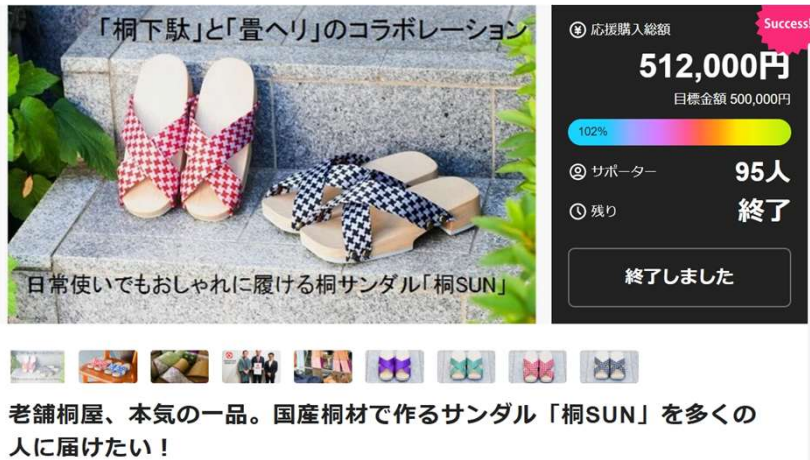 「桐下駄」と「畳ヘリ」のコラボレーション
日常使いでもおしゃれに履ける桐サンダル「桐SUN」
Success!
応援購入総額
512,000円
目標金額 500,000円
102%
サポーター 95人
残り 終了
終了しました
老舗桐屋、本気の一品。国産桐材で作るサンダル「桐SUN」を多くの
人に届けたい！